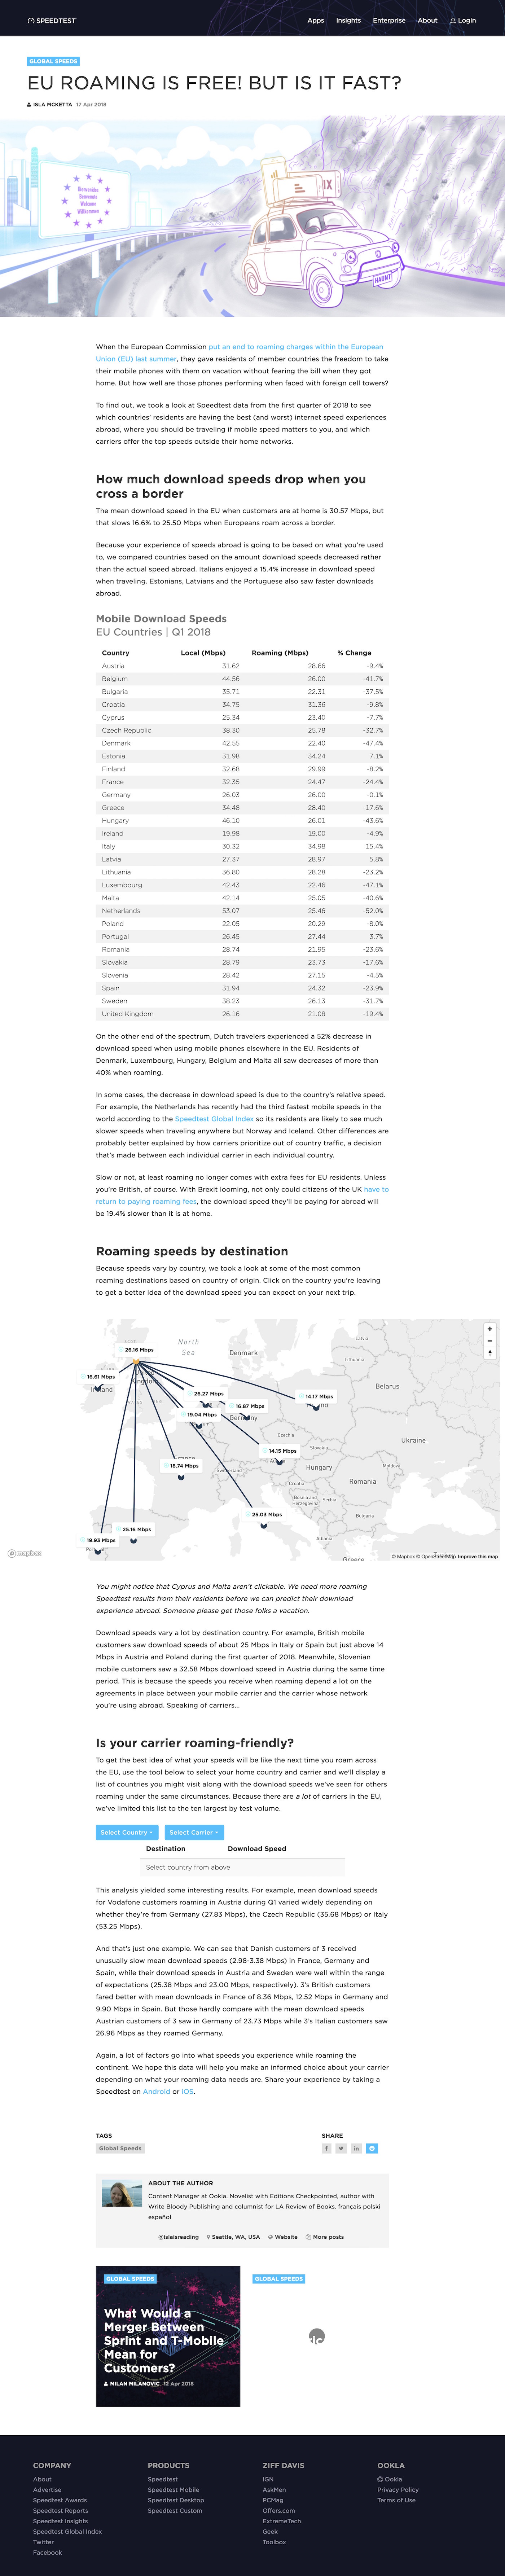 SPEEDTEST
Apps Insights Enterprise About Login
GLOBAL SPEEDS
EU ROAMING IS FREE! BUT IS IT FAST?
ISLA MCKETTA 17 Apr 2018
Bienvenidos
Benvenuto
Welcome
Willkommen
IX
HAUNT
When the European Commission put an end to roaming charges within the European
Union (EU) last summer, they gave residents of member countries the freedom to take
their mobile phones with them on vacation without fearing the bill when they got
home. But how well are those phones performing when faced with foreign cell towers?
To find out, we took a look at Speedtest data from the first quarter of 2018 to see
which countries' residents are having the best (and worst) internet speed experiences
abroad, where you should be traveling if mobile speed matters to you, and which
carriers offer the top speeds outside their home networks.
How much download speeds drop when you
cross a border
The mean download speed in the EU when customers are at home is 30.57 Mbps, but
that slows 16.6% to 25.50 Mbps when Europeans roam across a border.
Because your experience of speeds abroad is going to be based on what you're used
to, we compared countries based on the amount download speeds decreased rather
than the actual speed abroad. Italians enjoyed a 15.4% increase in download speed
when traveling. Estonians, Latvians and the Portuguese also saw faster downloads
abroad.
Mobile Download Speeds
EU Countries | Q1 2018
Country Local (Mbps) Roaming (Mbps) % Change
Austria 31.62 28.66 -9.4%
Belgium 44.56 26.00 -41.7%
Bulgaria 35.71 22.31 -37.5%
Croatia 34.75 31.36 -9.8%
Cyprus 25.34 23.40 -7.7%
Czech Republic 38.30 25.78 -32.7%
Denmark 42.55 22.40 -47.4%
Estonia 31.98 34.24 7.1%
Finland 32.68 29.99 -8.2%
France 32.35 24.47 -24.4%
Germany 26.03 26.00 -0.1%
Greece 34.48 28.40 -17.6%
Hungary 46.10 26.01 -43.6%
Ireland 19.98 19.00 -4.9%
Italy 30.32 34.98 15.4%
Latvia 27.37 28.97 5.8%
Lithuania 36.80 28.28 -23.2%
Luxembourg 42.43 22.46 -47.1%
Malta 42.14 25.05 -40.6%
Netherlands 53.07 25.46 -52.0%
Poland 22.05 20.29 -8.0%
Portugal 26.45 27.44 3.7%
Romania 28.74 21.95 -23.6%
Slovakia 28.79 23.73 -17.6%
Slovenia 28.42 27.15 -4.5%
Spain 31.94 24.32 -23.9%
Sweden 38.23 26.13 -31.7%
United Kingdom 26.16 21.08 -19.4%
On the other end of the spectrum, Dutch travelers experienced a 52% decrease in
download speed when using mobile phones elsewhere in the EU. Residents of
Denmark, Luxembourg, Hungary, Belgium and Malta all saw decreases of more than
40% when roaming.
In some cases, the decrease in download speed is due to the country's relative speed.
For example, the Netherlands has recently had the third fastest mobile speeds in the
world according to the Speedtest Global Index so its residents are likely to see much
slower speeds when traveling anywhere but Norway and Iceland. Other differences are
probably better explained by how carriers prioritize out of country traffic, a decision
that's made between each individual carrier in each individual country.
Slow or not, at least roaming no longer comes with extra fees for EU residents. Unless
you're British, of course. With Brexit looming, not only could citizens of the UK have to
return to paying roaming fees, the download speed they'll be paying for abroad will
be 19.4% slower than it is at home.
Roaming speeds by destination
Because speeds vary by country, we took a look at some of the most common
roaming destinations based on country of origin. Click on the country you're leaving
to get a better idea of the download speed you can expect on your next trip.
North
Sea
Latvia
26.16 Mbps
Denmark
Lithuania
16.61 Mbps
26.27 Mbps
14.17 Mbps
Belarus
16.87 Mbps
19.04 Mbps
Ukraine
14.15 Mbps
Czechia
Slovakia
18.74 Mbps
Switzerland
Hungary
Moldova
Croatia
Romania
Bosnia and
Herzegovina
Serbia
25.03 Mbps
Bulgaria
25.16 Mbps
Albania
19.93 Mbps
Greece
mapbox
© Mapbox © OpenStreetMap Improve this map
You might notice that Cyprus and Malta aren't clickable. We need more roaming
Speedtest results from their residents before we can predict their download
experience abroad. Someone please get those folks a vacation.
Download speeds vary a lot by destination country. For example, British mobile
customers saw download speeds of about 25 Mbps in Italy or Spain but just above 14
Mbps in Austria and Poland during the first quarter of 2018. Meanwhile, Slovenian
mobile customers saw a 32.58 Mbps download speed in Austria during the same time
period. This is because the speeds you receive when roaming depend a lot on the
agreements in place between your mobile carrier and the carrier whose network
you're using abroad. Speaking of carriers...
Is your carrier roaming-friendly?
To get the best idea of what your speeds will be like the next time you roam across
the EU, use the tool below to select your home country and carrier and we'll display a
list of countries you might visit along with the download speeds we've seen for others
roaming under the same circumstances. Because there are a lot of carriers in the EU,
we've limited this list to the ten largest by test volume.
Select Country Select Carrier
Destination Download Speed
Select country from above
This analysis yielded some interesting results. For example, mean download speeds
for Vodafone customers roaming in Austria during Q1 varied widely depending on
whether they're from Germany (27.83 Mbps), the Czech Republic (35.68 Mbps) or Italy
(53.25 Mbps).
And that's just one example. We can see that Danish customers of 3 received
unusually slow mean download speeds (2.98-3.38 Mbps) in France, Germany and
Spain, while their download speeds in Austria and Sweden were well within the range
of expectations (25.38 Mbps and 23.00 Mbps, respectively). 3's British customers
fared better with mean downloads in France of 8.36 Mbps, 12.52 Mbps in Germany and
9.90 Mbps in Spain. But those hardly compare with the mean download speeds
Austrian customers of 3 saw in Germany of 23.73 Mbps while 3's Italian customers saw
26.96 Mbps as they roamed Germany.
Again, a lot of factors go into what speeds you experience while roaming the
continent. We hope this data will help you make an informed choice about your carrier
depending on what your roaming data needs are. Share your experience by taking a
Speedtest on Android or iOS.
TAGS SHARE
Global Speeds
ABOUT THE AUTHOR
Content Manager at Ookla. Novelist with Editions Checkpointed, author with
Write Bloody Publishing and columnist for LA Review of Books. français polski
español
@islaisreading Seattle, WA, USA Website More posts
GLOBAL SPEEDS
What Would a
Merger Between
Sprint and T-Mobile
Mean for
Customers?
MILAN MILANOVIC 12 Apr 2018
GLOBAL SPEEDS
COMPANY PRODUCTS ZIFF DAVIS OOKLA
About Speedtest IGN Ookla
Advertise Speedtest Mobile AskMen Privacy Policy
Speedtest Awards Speedtest Desktop PCMag Terms of Use
Speedtest Reports Speedtest Custom Offers.com
Speedtest Insights ExtremeTech
Speedtest Global Index Geek
Twitter Toolbox
Facebook